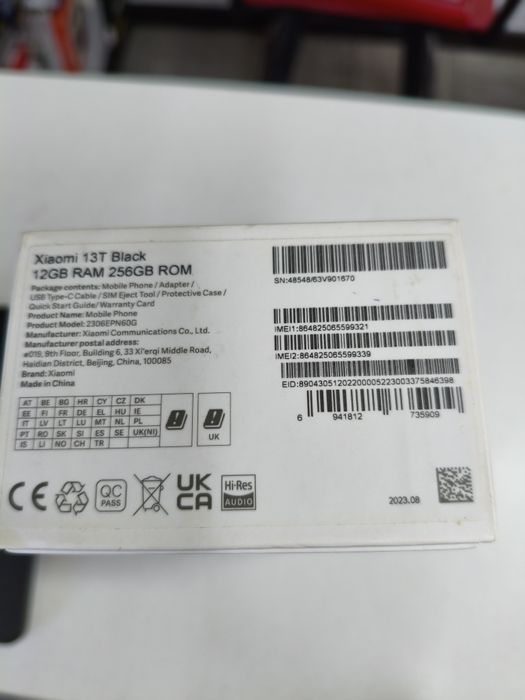 Xiaomi 13T Black
12GB RAM 256GB ROM
Package contents: Mobile Phone / Adapter /
USB Type-C Cable / SIM Eject Tool / Protective Case /
Quick Start Guide/ Warranty Card
Product Name: Mobile Phone
Product Model: 2306EPN60G
Manufacturer: Xiaomi Communications Co., Ltd.
Manufacturer postal address:
#019, 9th Floor, Building 6, 33 Xi'erqi Middle Road,
Haidian District, Beijing, China, 100085
Brand: Xiaomi
Made in China
SN:48546/63V901670
IMEI1:864825065599321
IMEI2:864825065599339
EID:89043051202200005223003375846398
6 941812 735909
AT BE BG HR CY CZ DK
EE FI FR DE EL HU IE
IT LV LT LU MT NL PL
PT RO SK SI ES SE UK(NI)
IS LI NO CH TR
UK
CE
QC
PASS
UK
CA
Hi-Res
AUDIO
2023.08